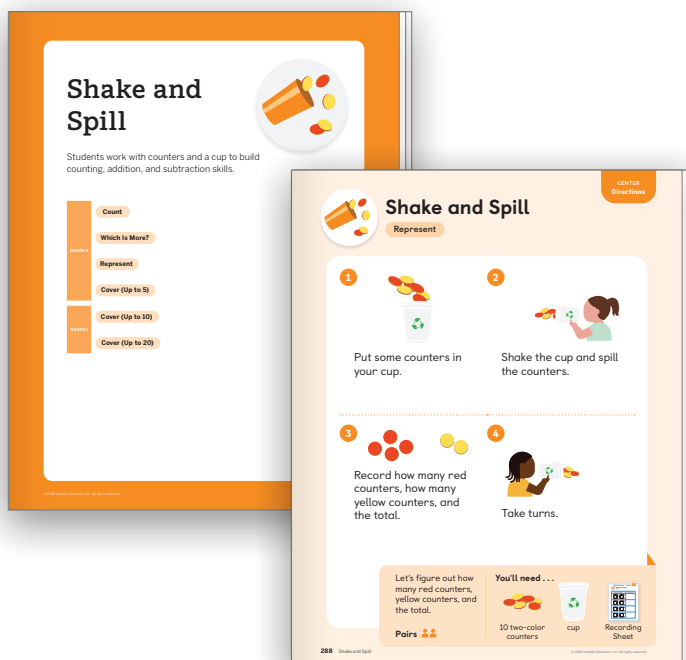 Shake and
Spill
Students work with counters and a cup to build
counting, addition, and subtraction skills.
Count
Which Is More?
Represent
Cover (Up to 5)
Cover (Up to 10)
Cover (Up to 20)
CENTER
Directions
Shake and Spill
Represent
1
Put some counters in
your cup.
2
Shake the cup and spill
the counters.
3
Record how many red
counters, how many
yellow counters, and
the total.
4
Take turns.
Let's figure out how
many red counters,
yellow counters, and
the total.
Pairs
You'll need . . .
10 two-color
counters
cup
Recording
Sheet
288 Shake and Spill